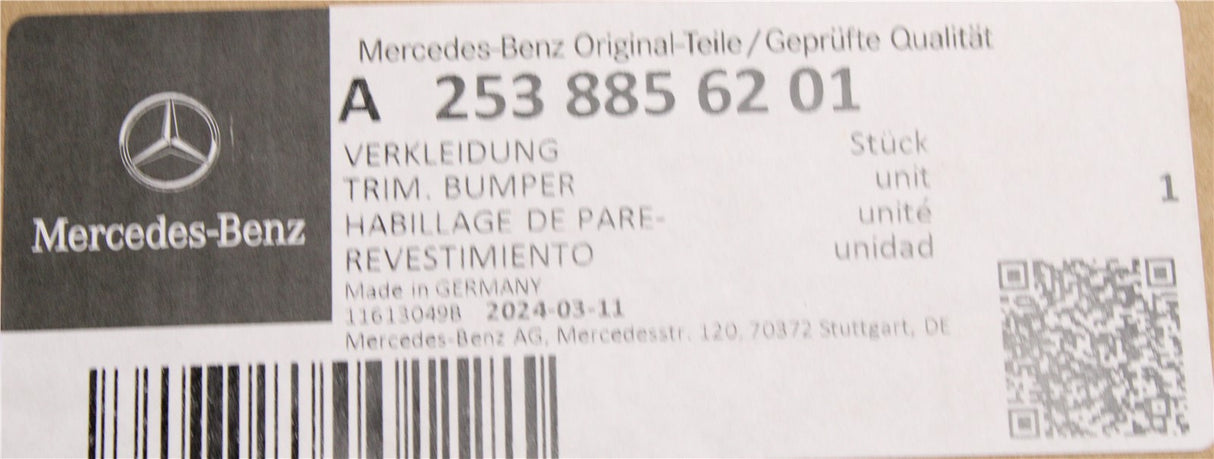 Mercedes-Benz
Mercedes-Benz Original-Teile/Geprüfte Qualität
A 253 885 62 01
VERKLEIDUNG Stück
TRIM. BUMPER unit
HABILLAGE DE PARE- unité
REVESTIMIENTO unidad
1
Made in GERMANY
116130498 2024-03-11
Mercedes-Benz AG, Mercedesstr. 120, 70372 Stuttgart, DE